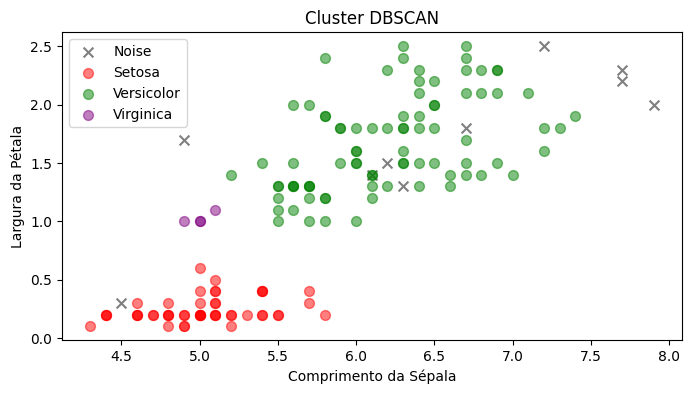 Cluster DBSCAN
Noise
Setosa
Versicolor
Virginica
Largura da Pétala
2.5
2.0
1.5
1.0
0.5
0.0
4.5 5.0 5.5 6.0 6.5 7.0 7.5 8.0
Comprimento da Sépala